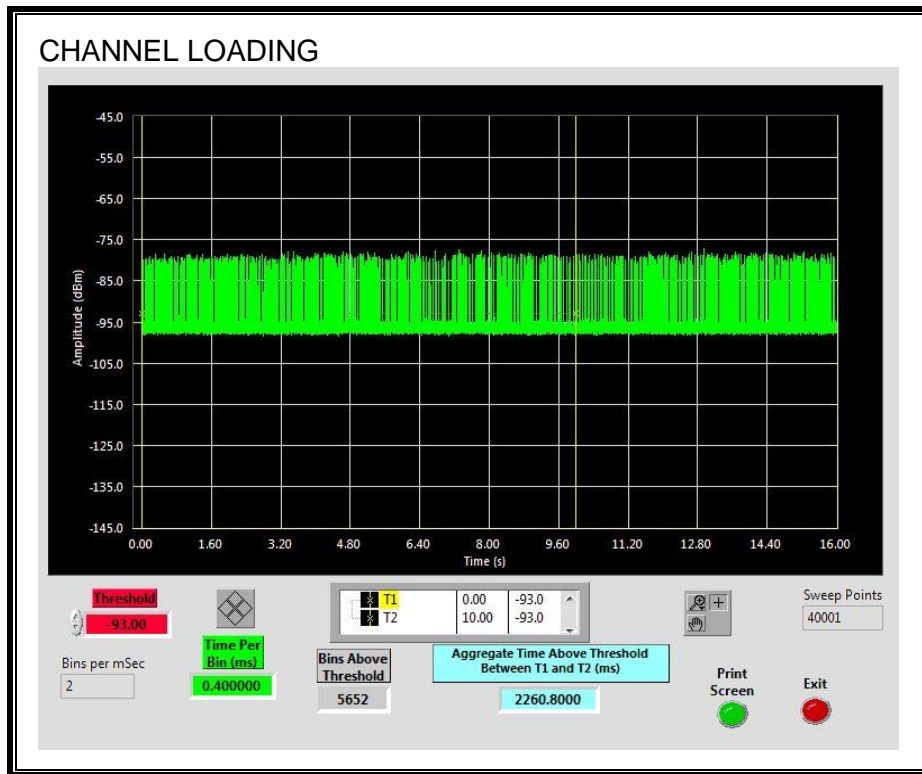 CHANNEL LOADING
-45.0
-55.0
-65.0
-75.0
-85.0
-95.0
-105.0
-115.0
-125.0
-135.0
-145.0
Amplitude (dBm)
0.00 1.60 3.20 4.80 6.40 8.00 9.60 11.20 12.80 14.40 16.00
Time (s)
Threshold
-93.00
Bins per mSec
2
Time Per
Bin (ms)
0.400000
T1 0.00 -93.0
T2 10.00 -93.0
Bins Above
Threshold
5652
Aggregate Time Above Threshold
Between T1 and T2 (ms)
2260.8000
Sweep Points
40001
Print
Screen
Exit